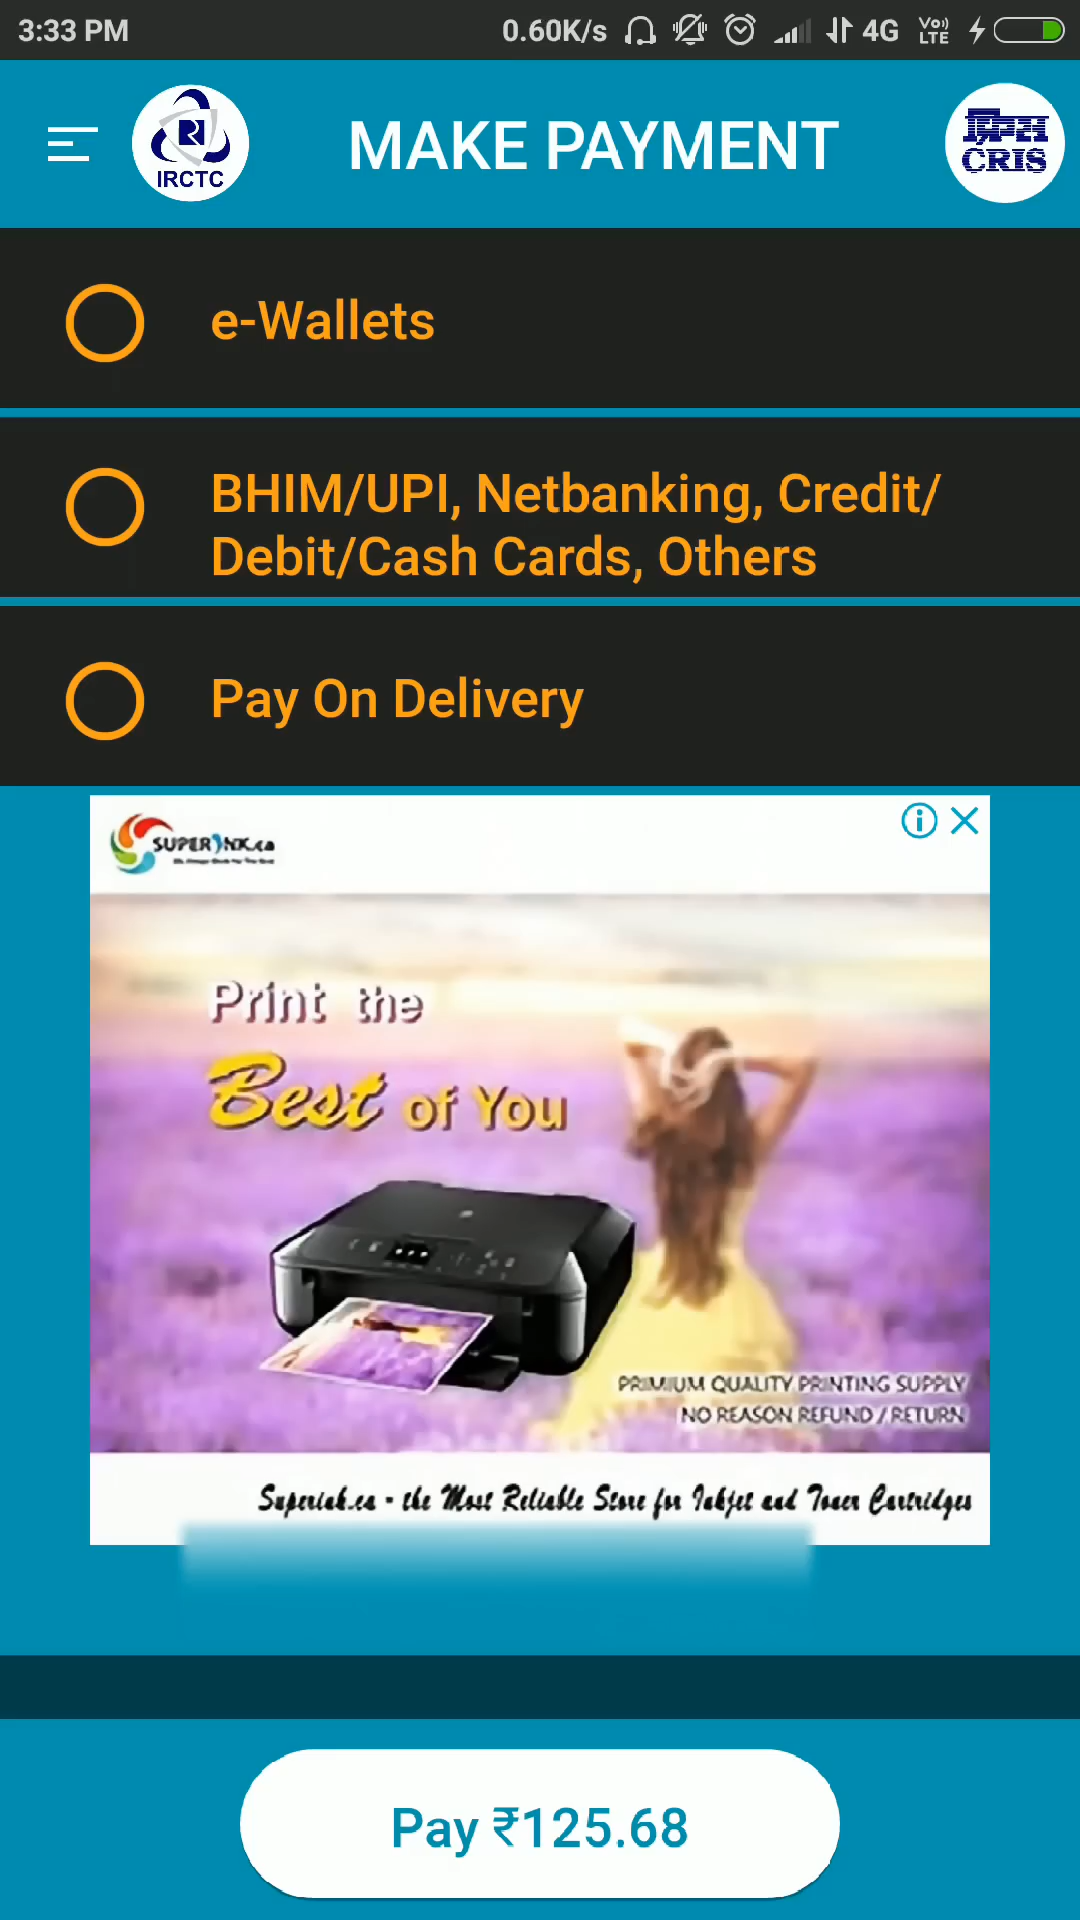 3:33 PM
0.60K/s
4G
Vo))
LTE
IRCTC
MAKE PAYMENT
क्रिस
CRIS
e-Wallets
BHIM/UPI, Netbanking, Credit/
Debit/Cash Cards, Others
Pay On Delivery
SUPERINK.ca
Print the
Best of You
PRIMIUM QUALITY PRINTING SUPPLY
NO REASON REFUND / RETURN
Superink.ca - the Most Reliable Store for Inkjet and Toner Cartridges
Pay ₹125.68